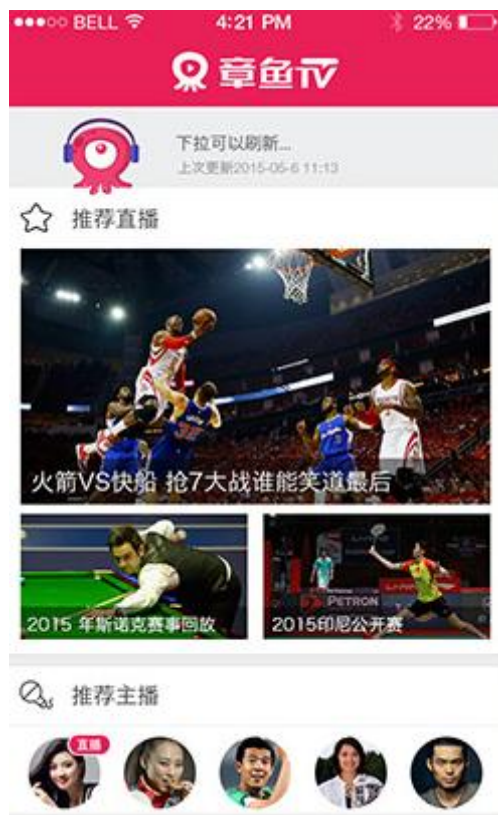 BELL 4:21 PM 22%
章鱼TV
下拉可以刷新...
上次更新2015-05-6 11:13
推荐直播
火箭VS快船 抢7大战谁能笑道最后
2015 年斯诺克赛事回放
PETRON
2015印尼公开赛
推荐主播
直播